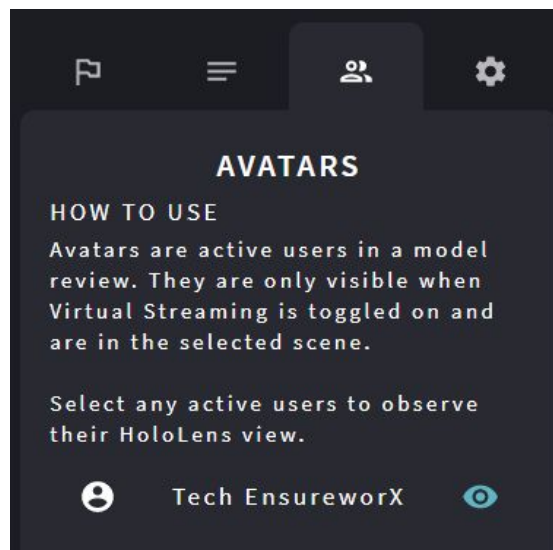 AVATARS
HOW TO USE
Avatars are active users in a model
review. They are only visible when
Virtual Streaming is toggled on and
are in the selected scene.
Select any active users to observe
their HoloLens view.
Tech EnsureworX